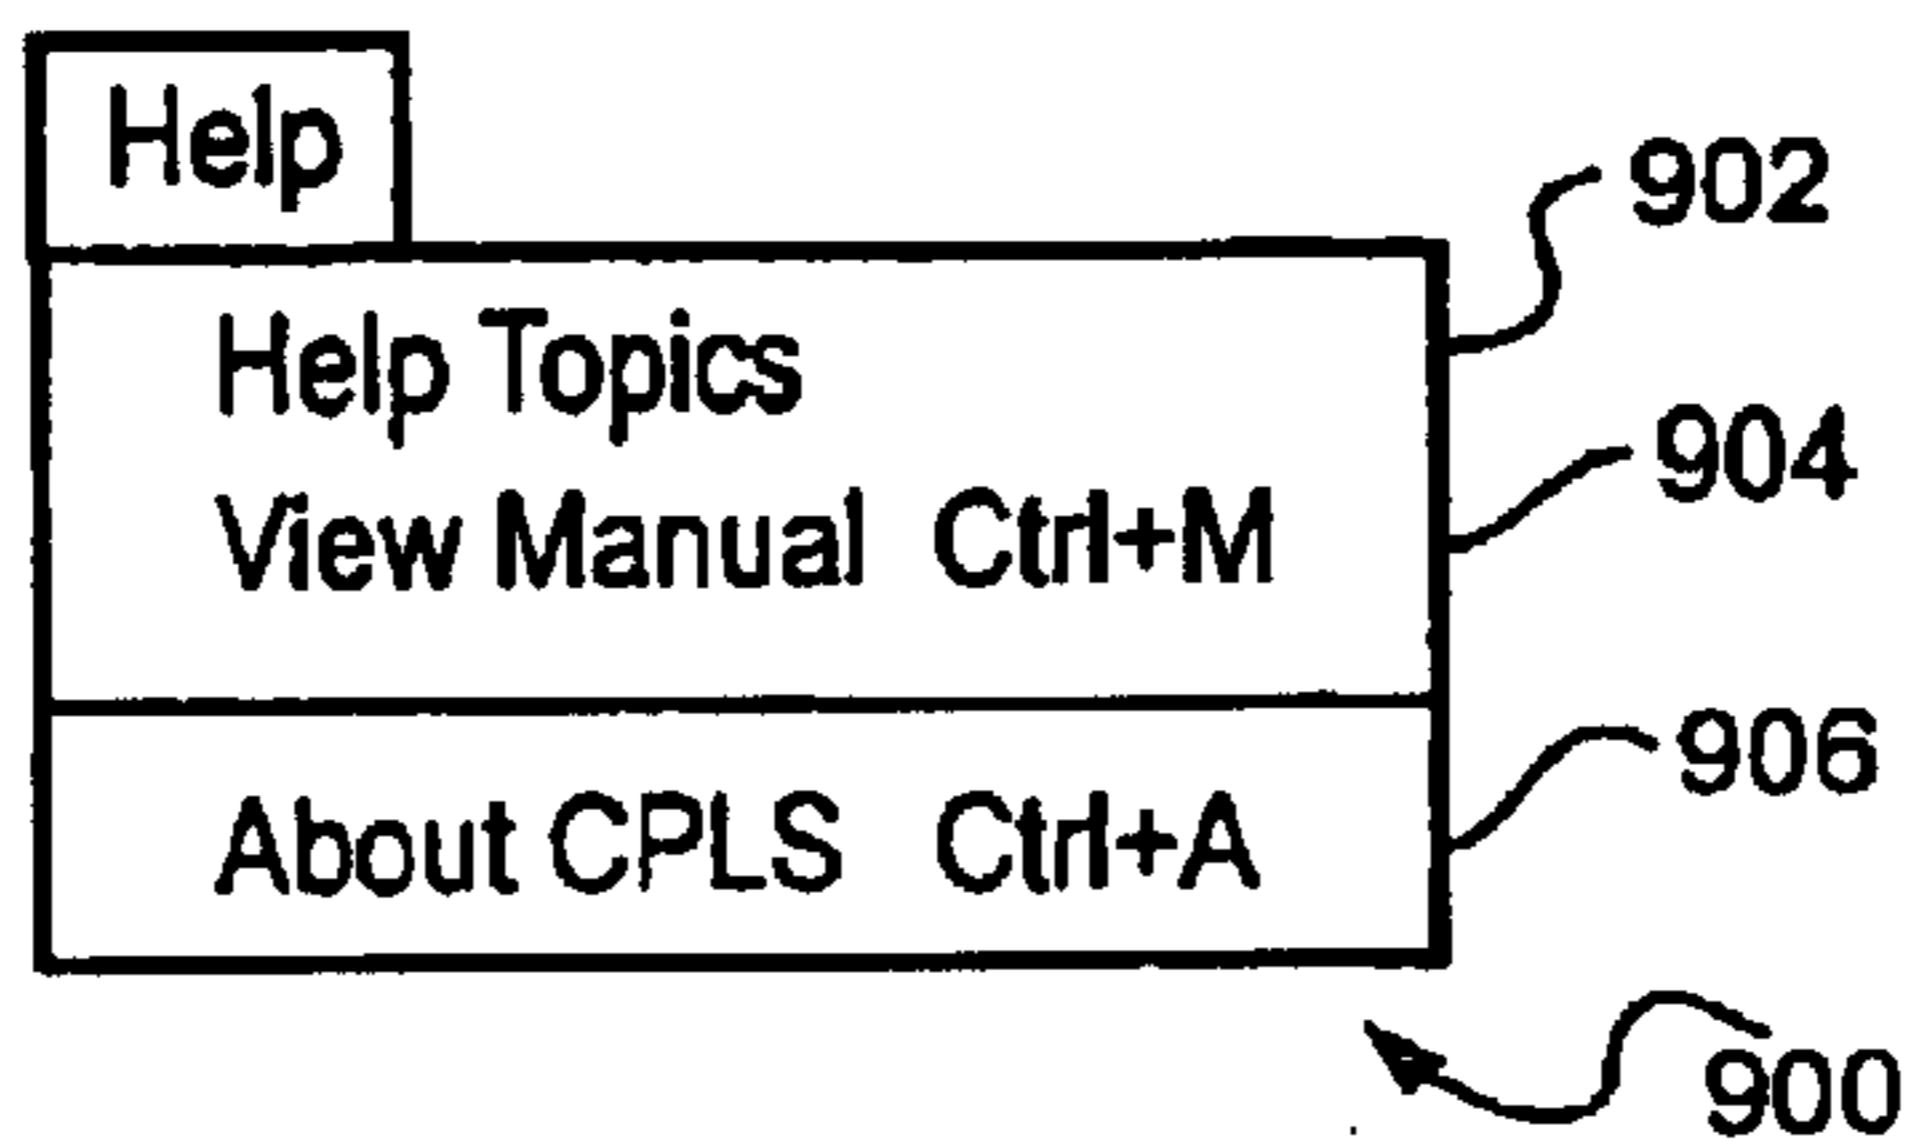 Help
902
Help Topics
904
View Manual Ctrl+M
906
About CPLS Ctrl+A
900